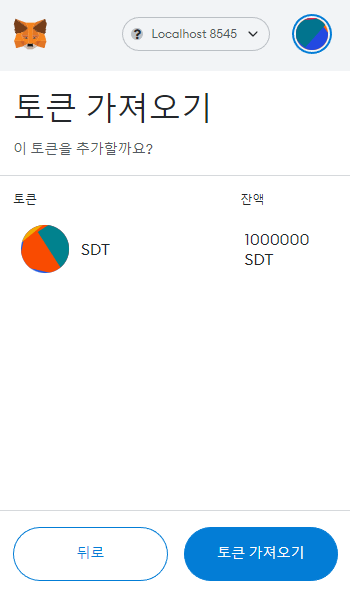 Localhost 8545
토큰 가져오기
이 토큰을 추가할까요?
토큰 잔액
SDT 1000000
SDT
뒤로 토큰 가져오기